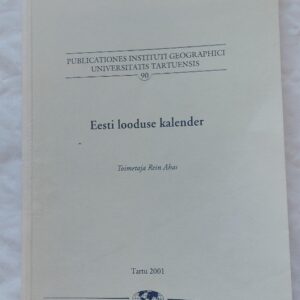 PUBLICATIONES INSTITUTI GEOGRAPHICI
UNIVERSITATIS TARTUENSIS
90
Eesti looduse kalender
Toimetaja Rein Ahas
Tartu 2001